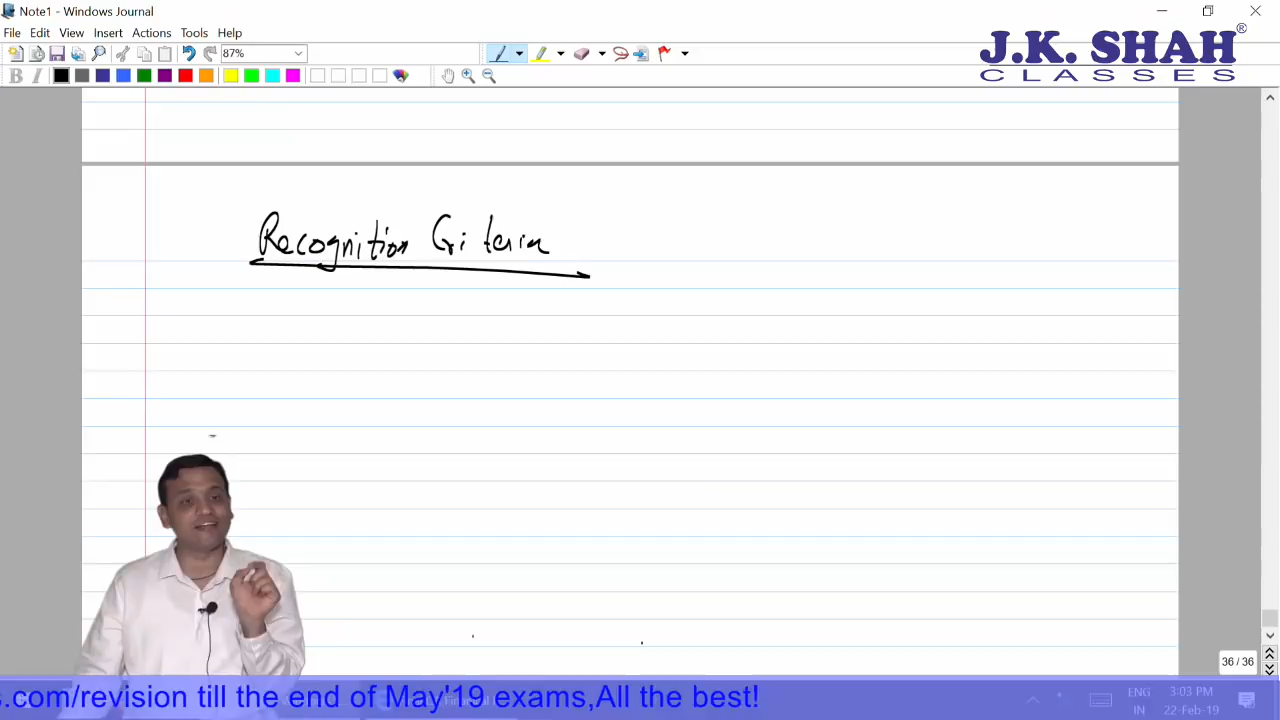 Note1 - Windows Journal
File Edit View Insert Actions Tools Help
87%
J.K. SHAH®
CLASSES
B I
Recognition Criteria
36 / 36
s.com/revision till the end of May'19 exams,All the best!
ENG
IN
3:03 PM
22-Feb-19